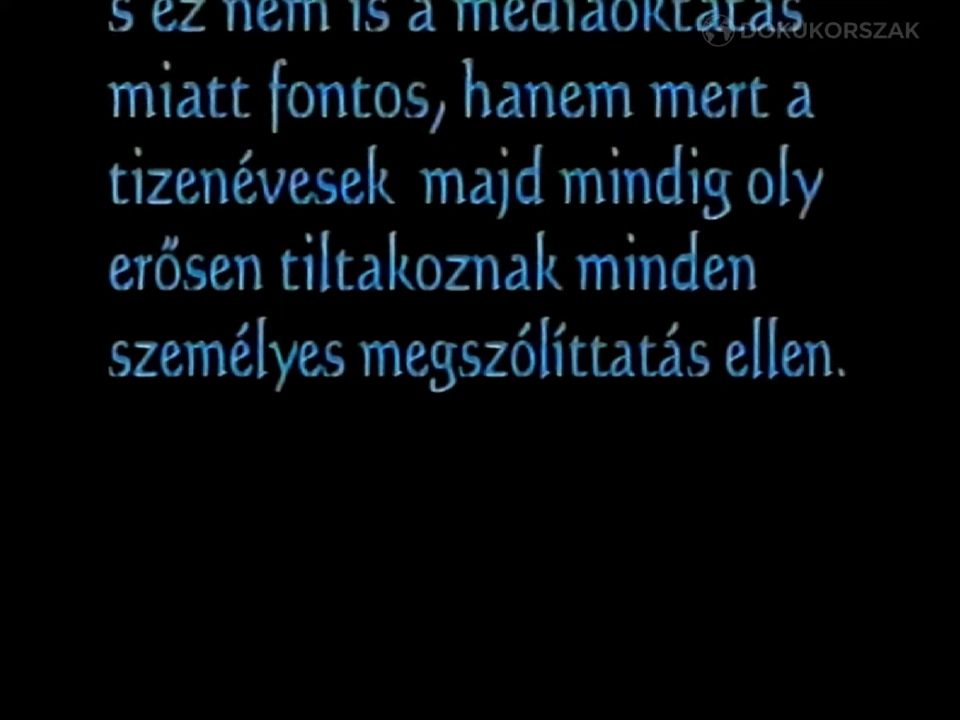 DOKUKORSZAK
s ez nem is a médiaoktatás
miatt fontos, hanem mert a
tizenévesek majd mindig oly
erősen tiltakoznak minden
személyes megszólíttatás ellen.